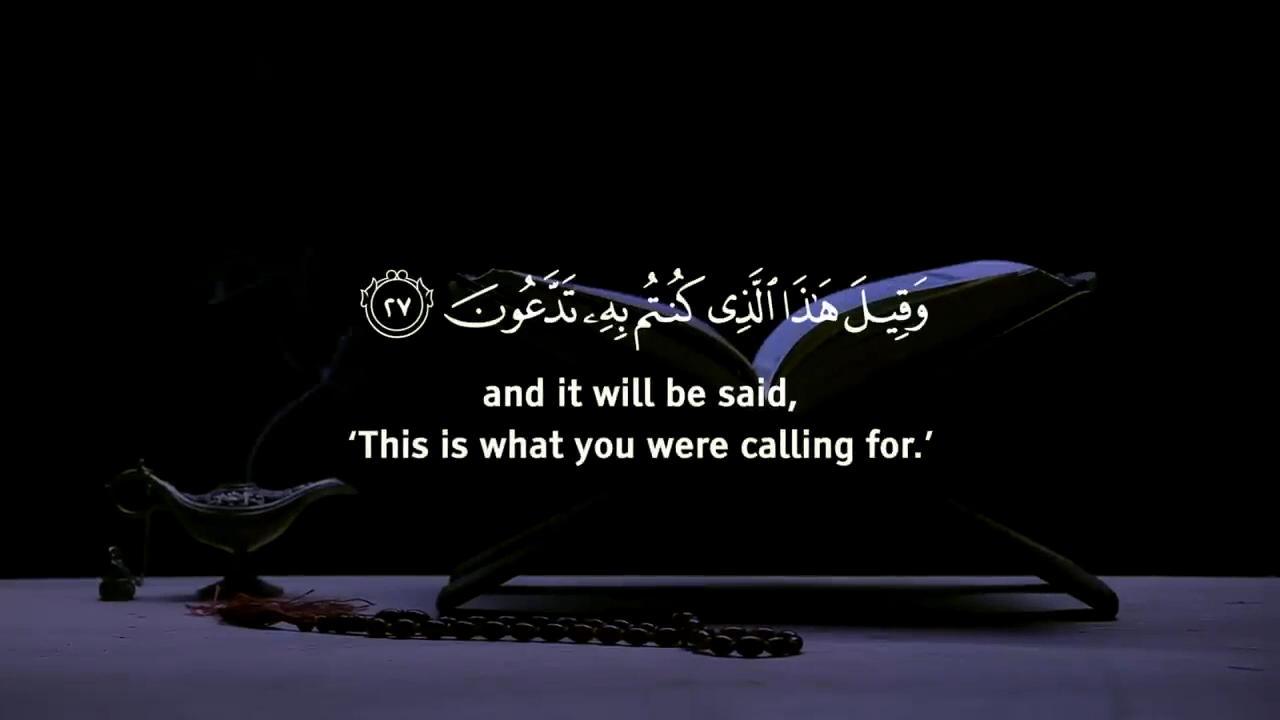 وَقِيلَ هَٰذَا ٱلَّذِى كُنتُم بِهِۦ تَدَّعُونَ ٢٧
and it will be said,
‘This is what you were calling for.’